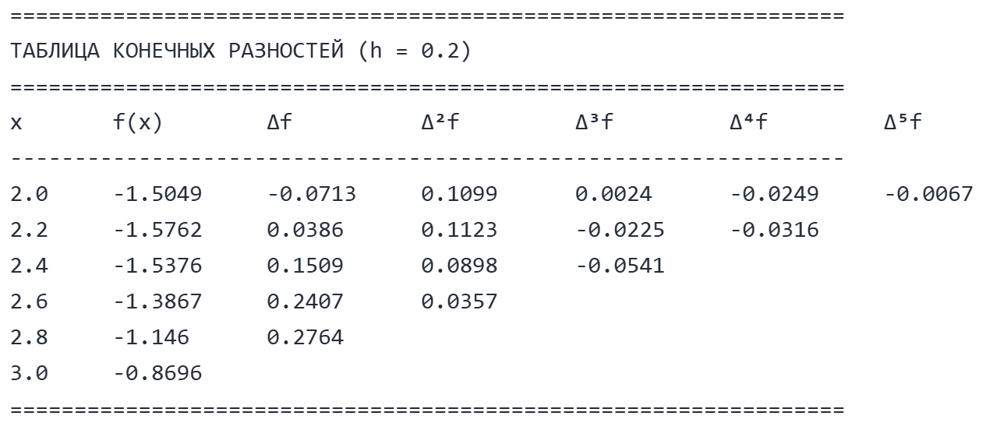 =================================================================
ТАБЛИЦА КОНЕЧНЫХ РАЗНОСТЕЙ (h = 0.2)
=================================================================
x       f(x)        Δf          Δ²f         Δ³f         Δ⁴f         Δ⁵f
-----------------------------------------------------------------
2.0     -1.5049     -0.0713     0.1099      0.0024      -0.0249     -0.0067
2.2     -1.5762     0.0386      0.1123      -0.0225     -0.0316
2.4     -1.5376     0.1509      0.0898      -0.0541
2.6     -1.3867     0.2407      0.0357
2.8     -1.146      0.2764
3.0     -0.8696
=================================================================